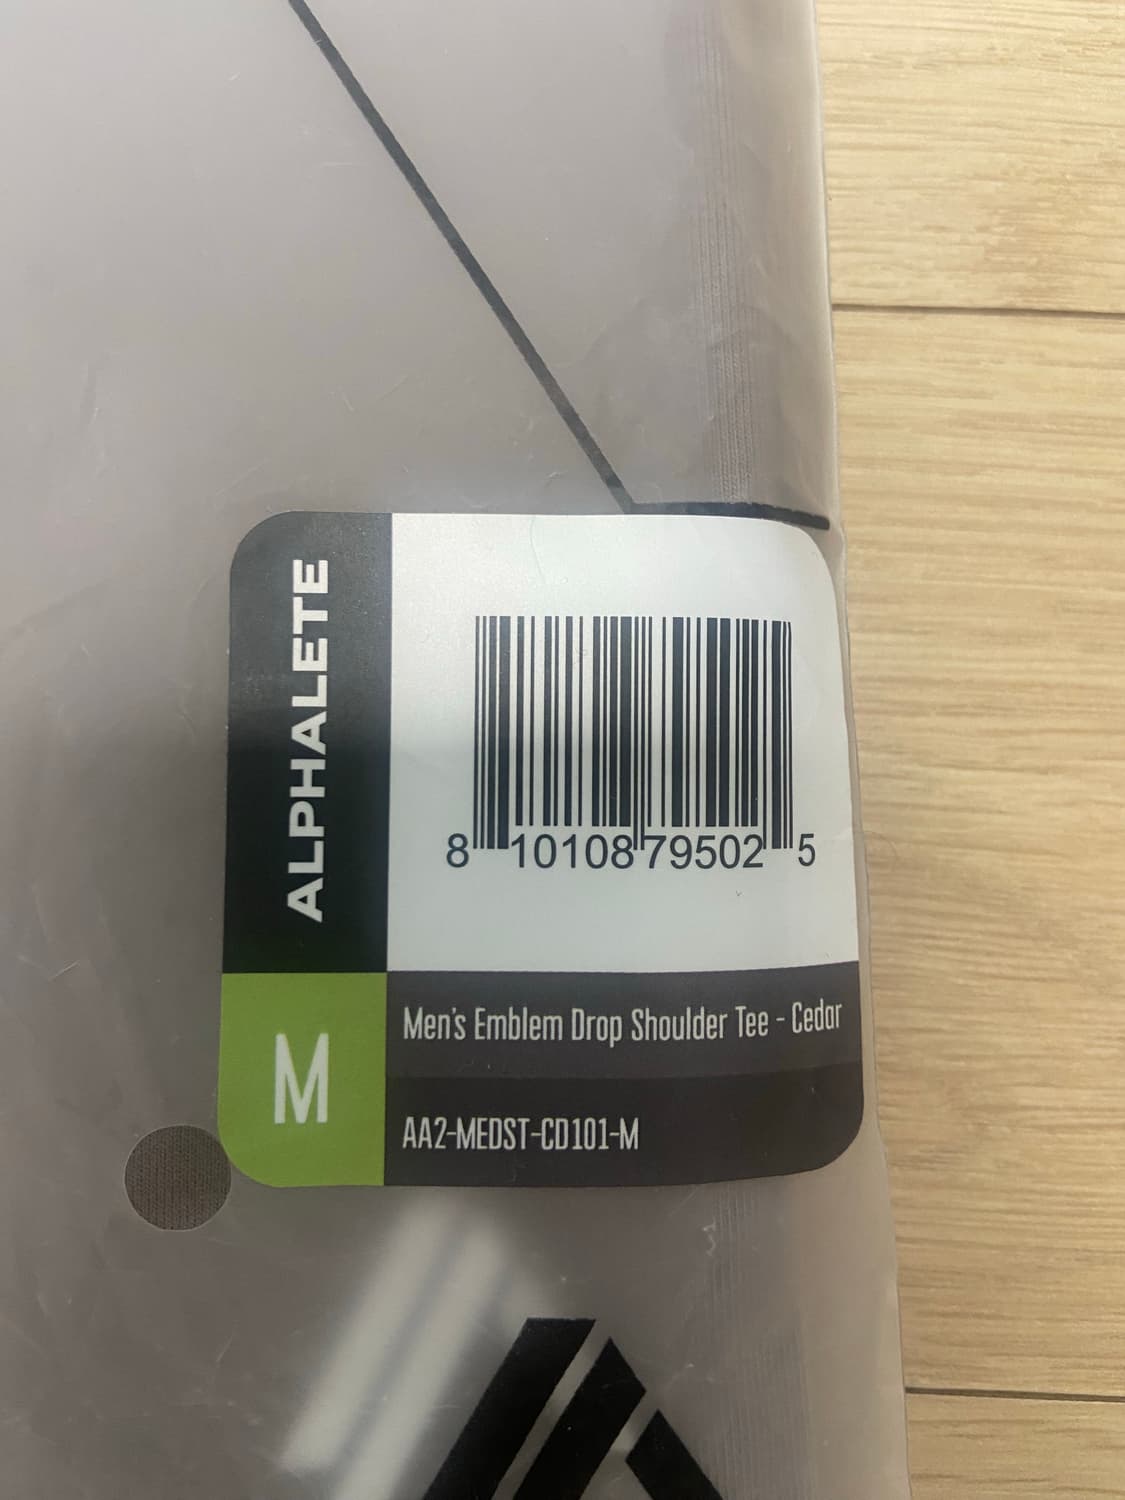 ALPHALETE
8 10108 79502 5
M
Men's Emblem Drop Shoulder Tee - Cedar
AA2-MEDST-CD101-M